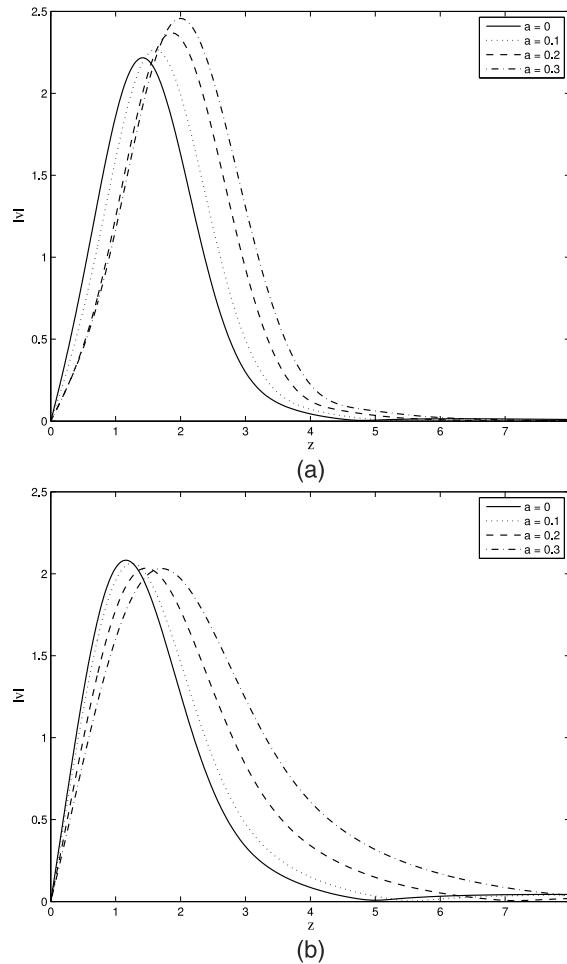 2.5
2
1.5
1
0.5
0
|v|
0 1 2 3 4 5 6 7
z
a = 0
a = 0.1
a = 0.2
a = 0.3
(a)
2.5
2
1.5
1
0.5
0
|v|
0 1 2 3 4 5 6 7
z
a = 0
a = 0.1
a = 0.2
a = 0.3
(b)